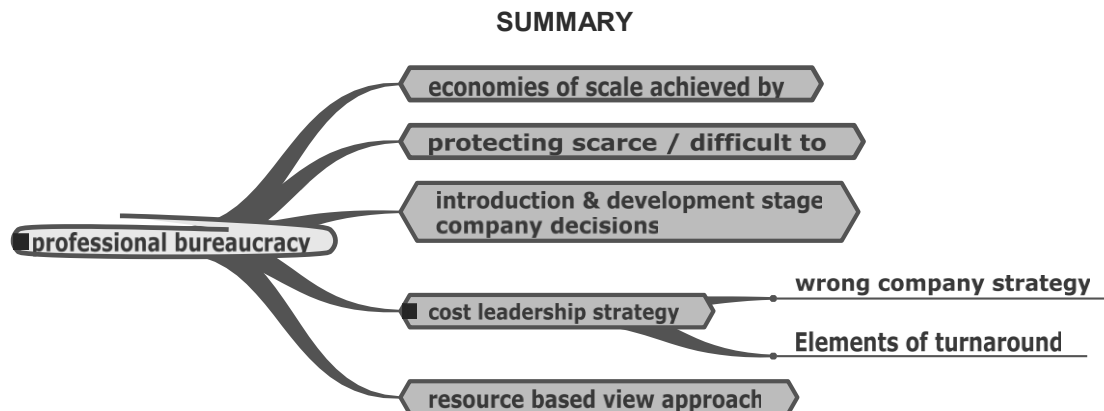 SUMMARY
economies of scale achieved by
protecting scarce / difficult to
introduction & development stage
company decisions
professional bureaucracy
cost leadership strategy
wrong company strategy
Elements of turnaround
resource based view approach